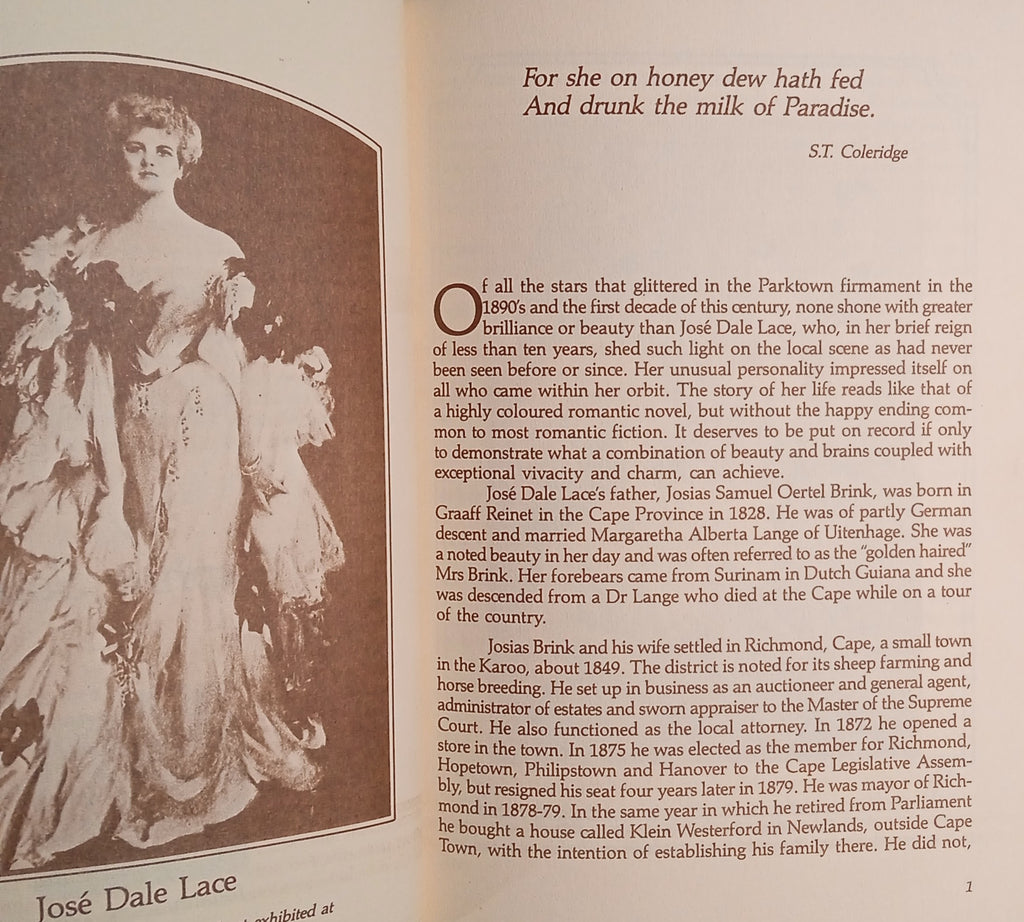 José Dale Lace
exhibited at
For she on honey dew hath fed
And drunk the milk of Paradise.
S.T. Coleridge
Of all the stars that glittered in the Parktown firmament in the
1890's and the first decade of this century, none shone with greater
brilliance or beauty than José Dale Lace, who, in her brief reign
of less than ten years, shed such light on the local scene as had never
been seen before or since. Her unusual personality impressed itself on
all who came within her orbit. The story of her life reads like that of
a highly coloured romantic novel, but without the happy ending com-
mon to most romantic fiction. It deserves to be put on record if only
to demonstrate what a combination of beauty and brains coupled with
exceptional vivacity and charm, can achieve.
José Dale Lace's father, Josias Samuel Oertel Brink, was born in
Graaff Reinet in the Cape Province in 1828. He was of partly German
descent and married Margaretha Alberta Lange of Uitenhage. She was
a noted beauty in her day and was often referred to as the "golden haired"
Mrs Brink. Her forebears came from Surinam in Dutch Guiana and she
was descended from a Dr Lange who died at the Cape while on a tour
of the country.
Josias Brink and his wife settled in Richmond, Cape, a small town
in the Karoo, about 1849. The district is noted for its sheep farming and
horse breeding. He set up in business as an auctioneer and general agent,
administrator of estates and sworn appraiser to the Master of the Supreme
Court. He also functioned as the local attorney. In 1872 he opened a
store in the town. In 1875 he was elected as the member for Richmond,
Hopetown, Philipstown and Hanover to the Cape Legislative Assem-
bly, but resigned his seat four years later in 1879. He was mayor of Rich-
mond in 1878-79. In the same year in which he retired from Parliament
he bought a house called Klein Westerford in Newlands, outside Cape
Town, with the intention of establishing his family there. He did not,
1